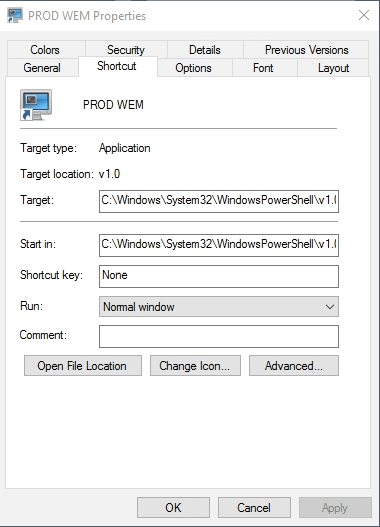 PROD WEM Properties
Colors Security Details Previous Versions
General Shortcut Options Font Layout
PROD WEM
Target type: Application
Target location: v1.0
Target: C:\Windows\System32\WindowsPowerShell\v1.(
Start in: C:\Windows\System32\WindowsPowerShell\v1.(
Shortcut key: None
Run: Normal window
Comment:
Open File Location Change Icon... Advanced...
OK Cancel Apply